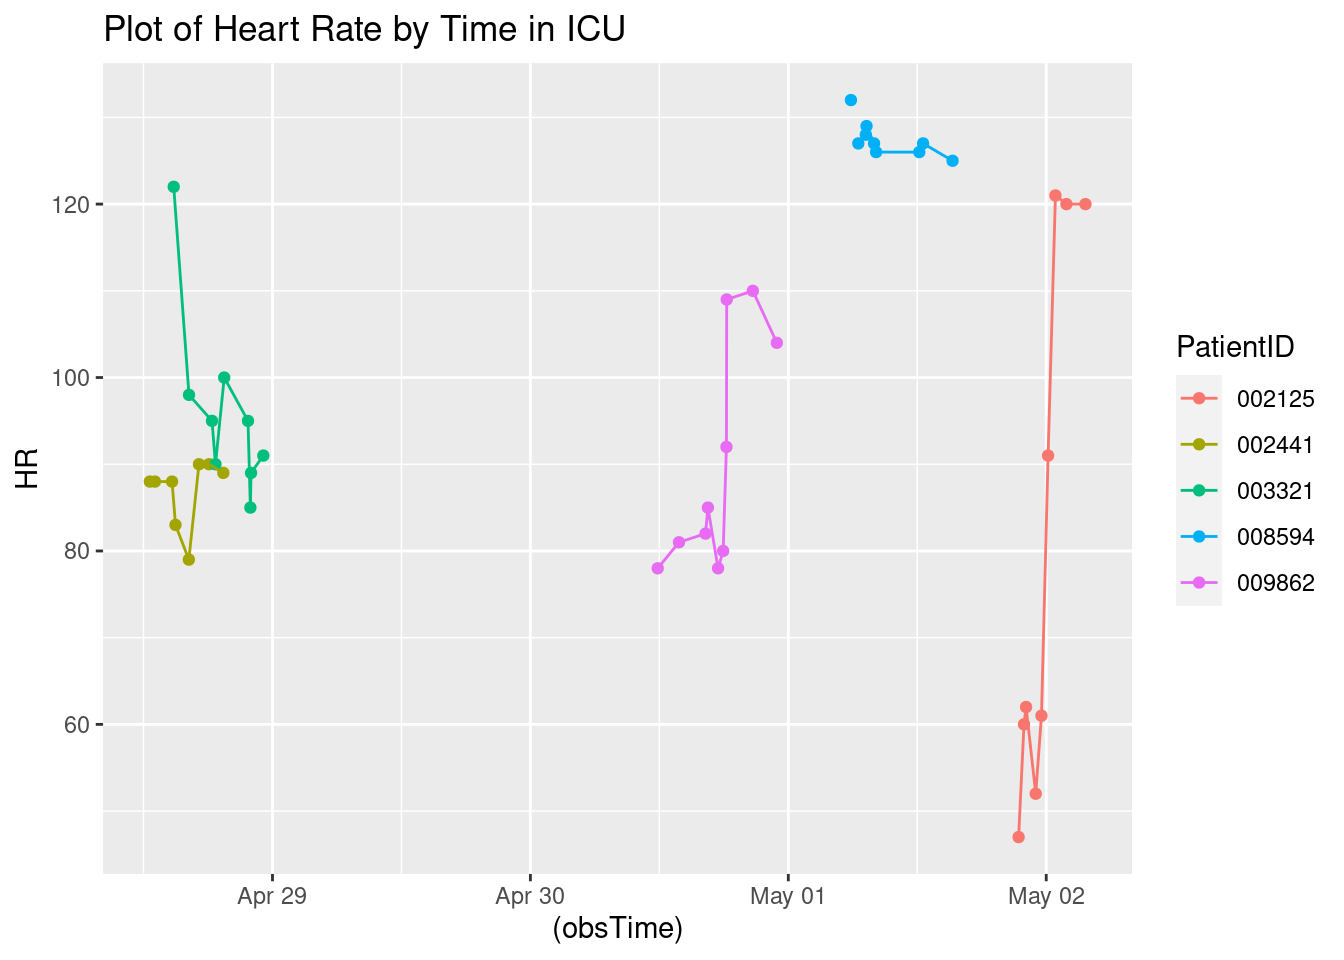 Plot of Heart Rate by Time in ICU
HR
120
100
80
60
Apr 29
Apr 30
May 01
May 02
(obsTime)
PatientID
002125
002441
003321
008594
009862